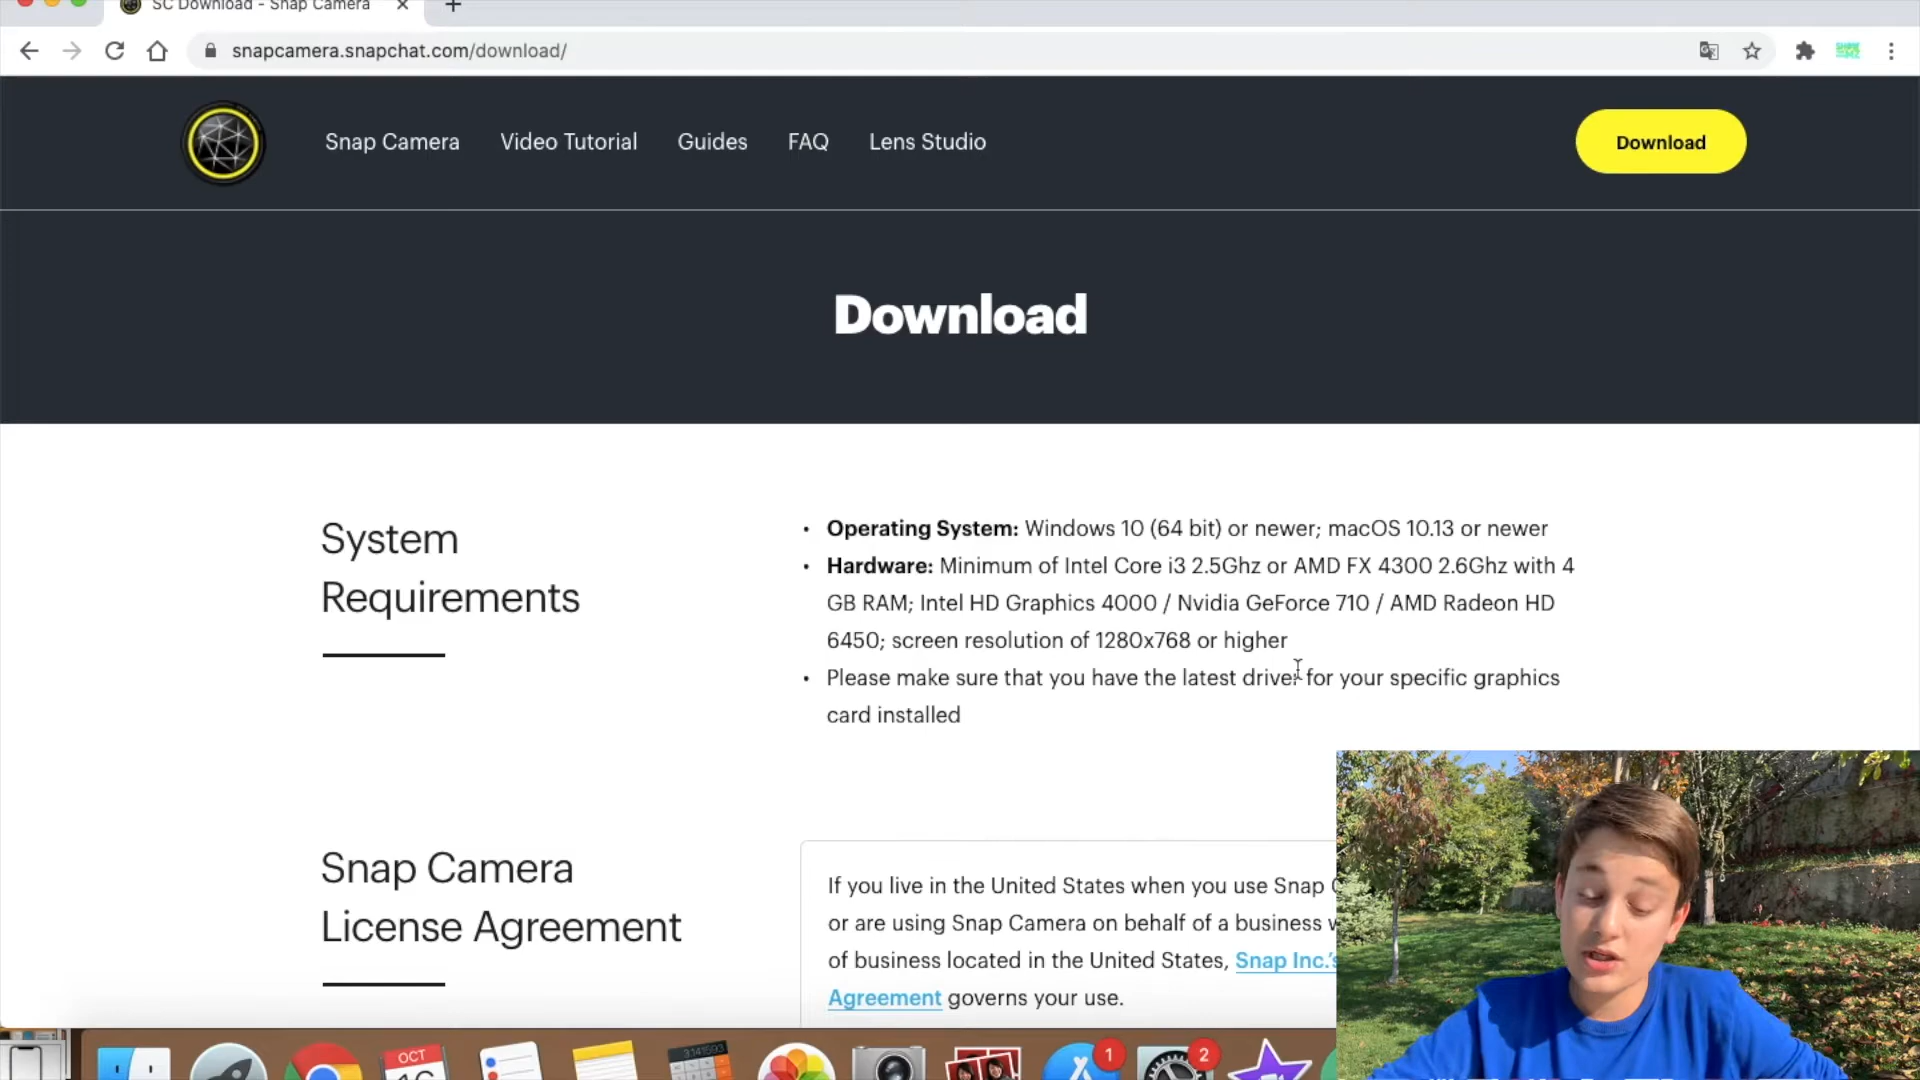 SC Download - Snap Camera
snapcamera.snapchat.com/download/
Snap Camera Video Tutorial Guides FAQ Lens Studio Download
Download
System
Requirements
• Operating System: Windows 10 (64 bit) or newer; macOS 10.13 or newer
• Hardware: Minimum of Intel Core i3 2.5Ghz or AMD FX 4300 2.6Ghz with 4
GB RAM; Intel HD Graphics 4000 / Nvidia GeForce 710 / AMD Radeon HD
6450; screen resolution of 1280x768 or higher
• Please make sure that you have the latest driver for your specific graphics
card installed
Snap Camera
License Agreement
If you live in the United States when you use Snap
or are using Snap Camera on behalf of a business
of business located in the United States, Snap Inc.'s
Agreement governs your use.
OCT
3141593
1
2